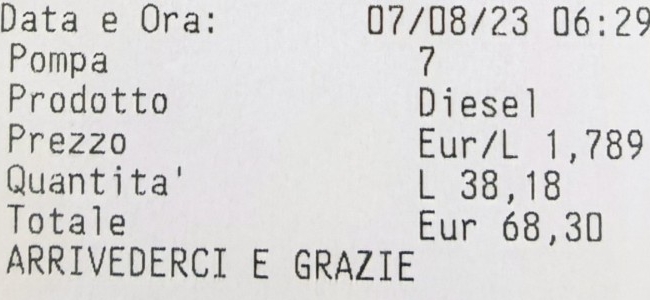 Data e Ora: 07/08/23 06:29
Pompa 7
Prodotto Diesel
Prezzo Eur/L 1,789
Quantita' L 38,18
Totale Eur 68,30
ARRIVEDERCI E GRAZIE